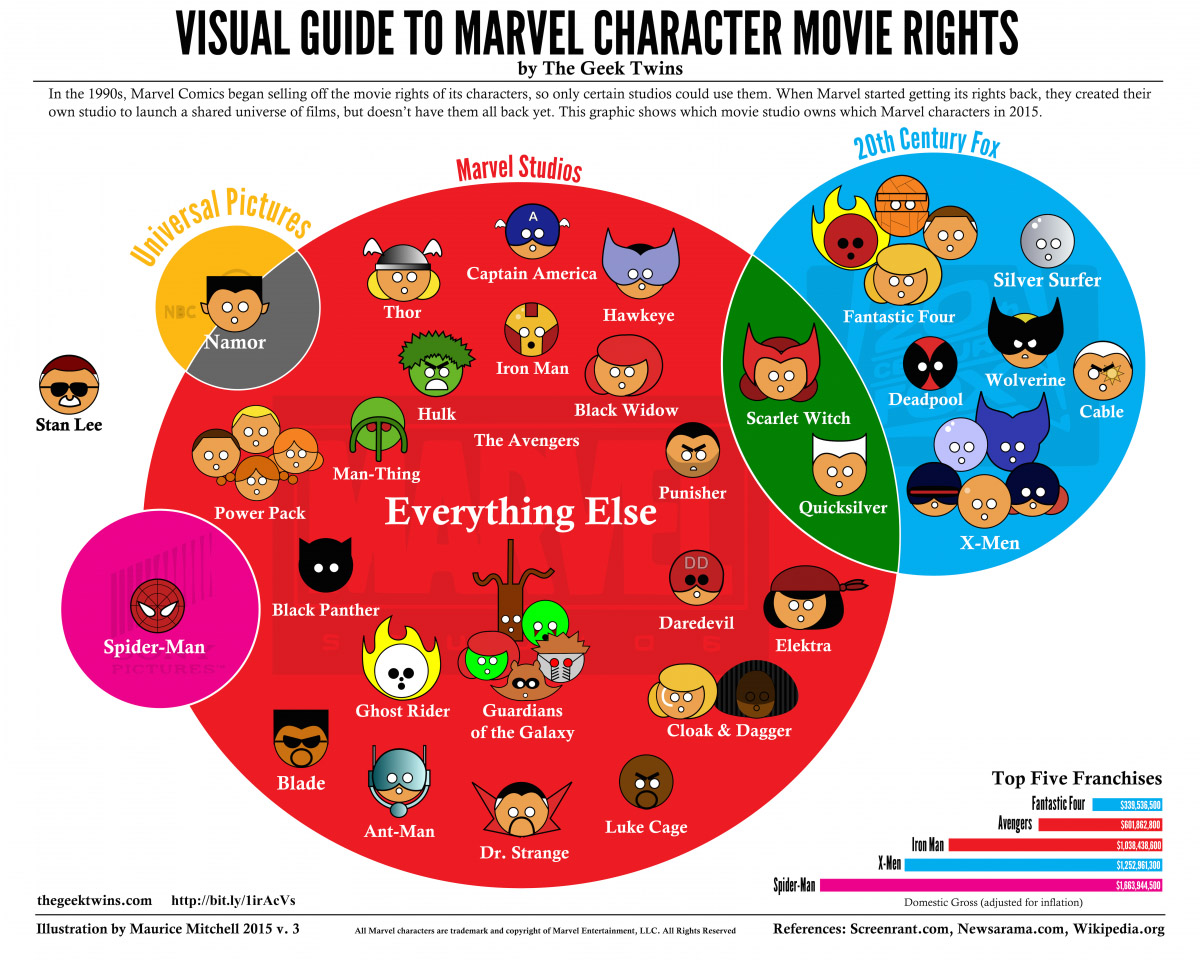 VISUAL GUIDE TO MARVEL CHARACTER MOVIE RIGHTS
by The Geek Twins
In the 1990s, Marvel Comics began selling off the movie rights of its characters, so only certain studios could use them. When Marvel started getting its rights back, they created their
own studio to launch a shared universe of films, but doesn't have them all back yet. This graphic shows which movie studio owns which Marvel characters in 2015.
Universal Pictures
Marvel Studios
20th Century Fox
NBC
Namor
Stan Lee
A
Captain America
Thor
Hawkeye
Iron Man
Hulk
Black Widow
The Avengers
Man-Thing
Power Pack
Punisher
Everything Else
MARVEL
Scarlet Witch
Quicksilver
Fantastic Four
Silver Surfer
Deadpool
Wolverine
Cable
X-Men
Spider-Man
PICTURES
Black Panther
DD
Daredevil
Elektra
Ghost Rider
Guardians
of the Galaxy
Cloak & Dagger
Blade
Ant-Man
Dr. Strange
Luke Cage
Top Five Franchises
Fantastic Four $339,536,500
Avengers $601,862,800
Iron Man $1,038,438,600
X-Men $1,252,961,300
Spider-Man $1,663,944,500
Domestic Gross (adjusted for inflation)
thegeektwins.com http://bit.ly/1irAcVs
Illustration by Maurice Mitchell 2015 v. 3
All Marvel characters are trademark and copyright of Marvel Entertainment, LLC. All Rights Reserved
References: Screenrant.com, Newsarama.com, Wikipedia.org